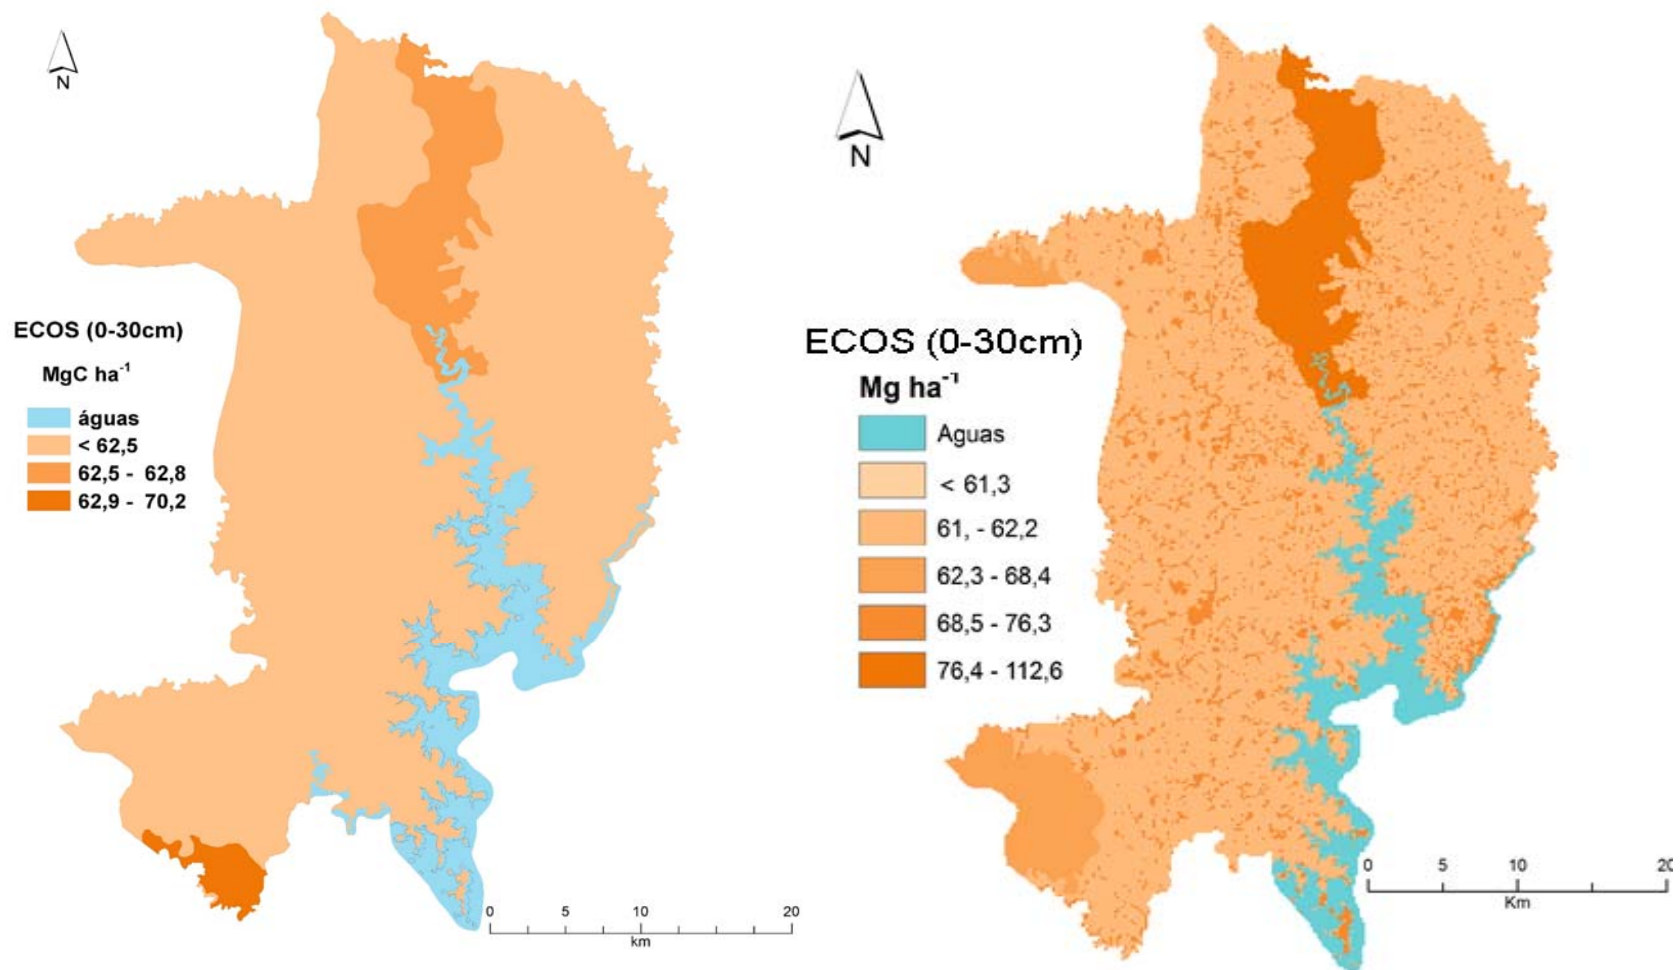 N
ECOS (0-30cm)
MgC ha⁻¹
águas
< 62,5
62,5 - 62,8
62,9 - 70,2
0 5 10 20
km
N
ECOS (0-30cm)
Mg ha⁻¹
Aguas
< 61,3
61, - 62,2
62,3 - 68,4
68,5 - 76,3
76,4 - 112,6
0 5 10 20
Km